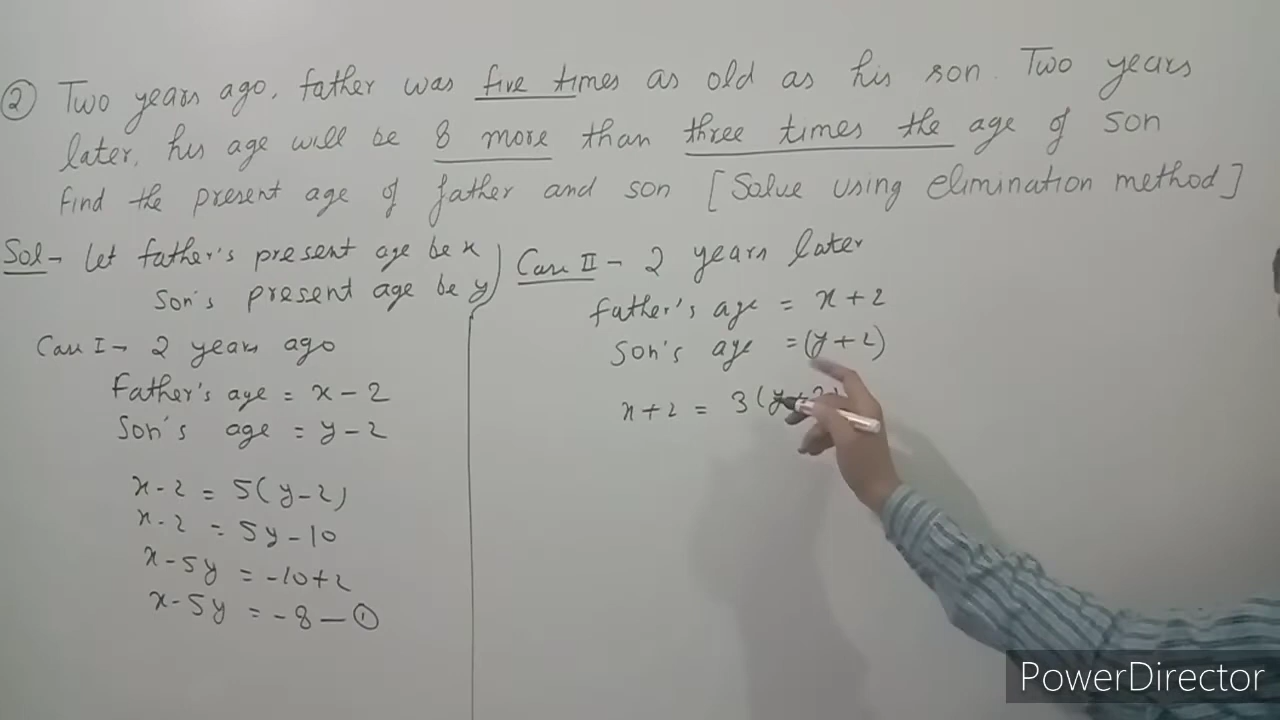 ② Two years ago, father was five times as old as his son. Two years
later, his age will be 8 more than three times the age of son
find the present age of father and son [Solve using elimination method]
Sol- let father's present age be x
Son's present age be y
Case I- 2 years ago
Father's age = x-2
Son's age = y-2
x-2 = 5(y-2)
x-2 = 5y-10
x-5y = -10+2
x-5y = -8 — ①
Case II - 2 years later
father's age = x+2
Son's age = (y+2)
x+2 = 3(y+2)
PowerDirector